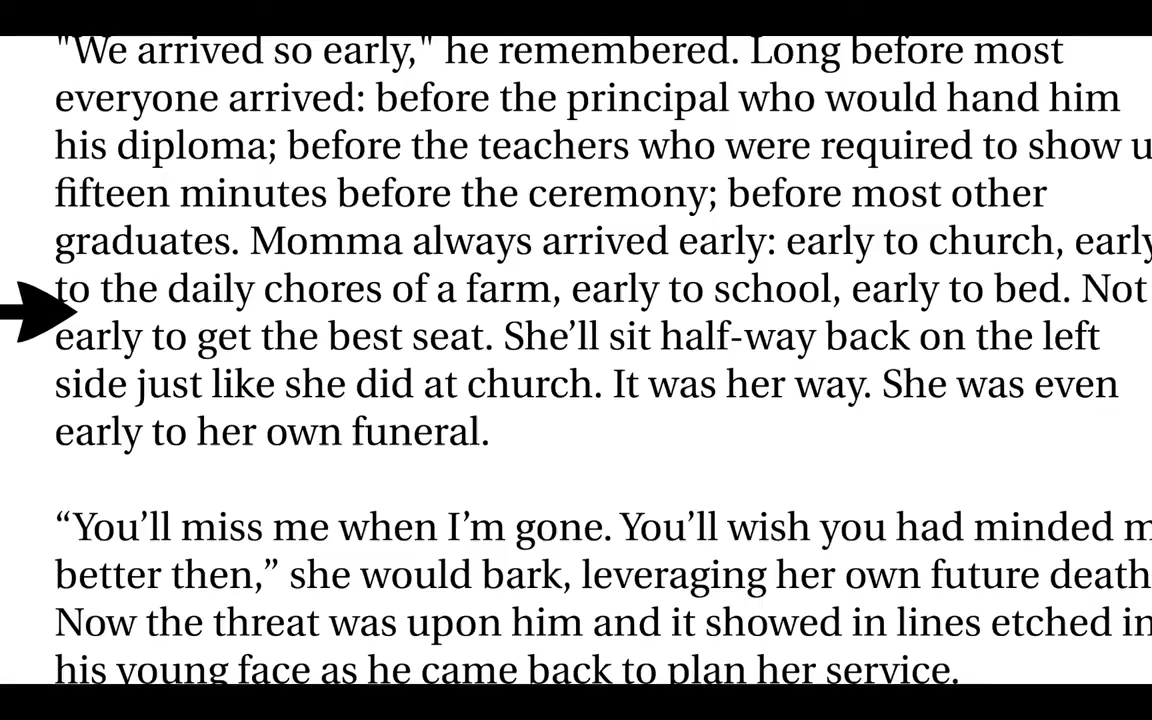 "We arrived so early," he remembered. Long before most
everyone arrived: before the principal who would hand him
his diploma; before the teachers who were required to show u
fifteen minutes before the ceremony; before most other
graduates. Momma always arrived early: early to church, early
to the daily chores of a farm, early to school, early to bed. Not
early to get the best seat. She’ll sit half-way back on the left
side just like she did at church. It was her way. She was even
early to her own funeral.
“You’ll miss me when I’m gone. You’ll wish you had minded m
better then,” she would bark, leveraging her own future death
Now the threat was upon him and it showed in lines etched in
his young face as he came back to plan her service.